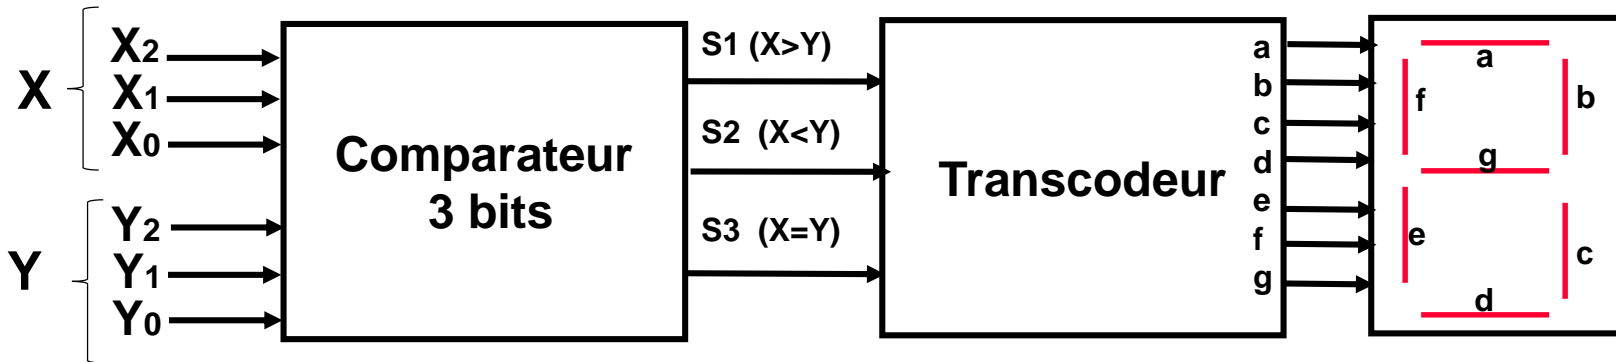 X
X2
X1
X0
Y
Y2
Y1
Y0
Comparateur
3 bits
S1 (X>Y)
S2 (X<Y)
S3 (X=Y)
Transcodeur
a
b
c
d
e
f
g
a
f
b
g
e
c
d